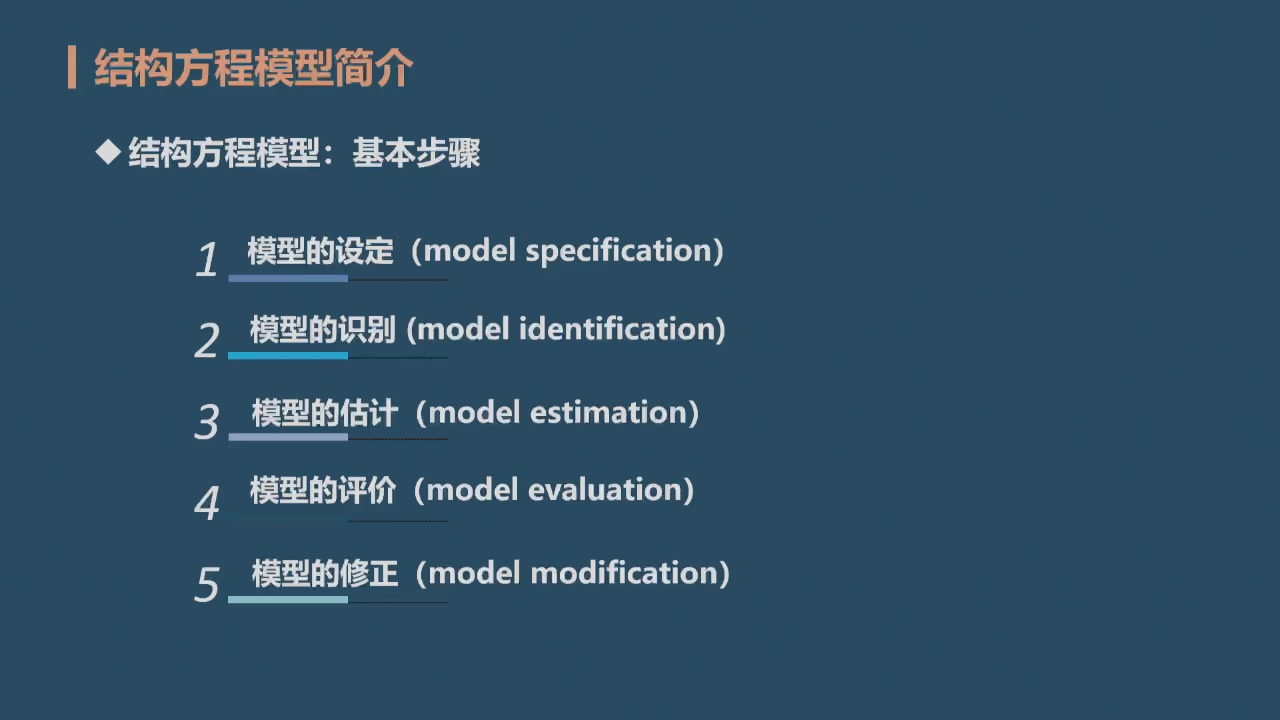 结构方程模型简介
◆结构方程模型：基本步骤
1 模型的设定（model specification）
2 模型的识别 (model identification)
3 模型的估计（model estimation）
4 模型的评价（model evaluation）
5 模型的修正（model modification）